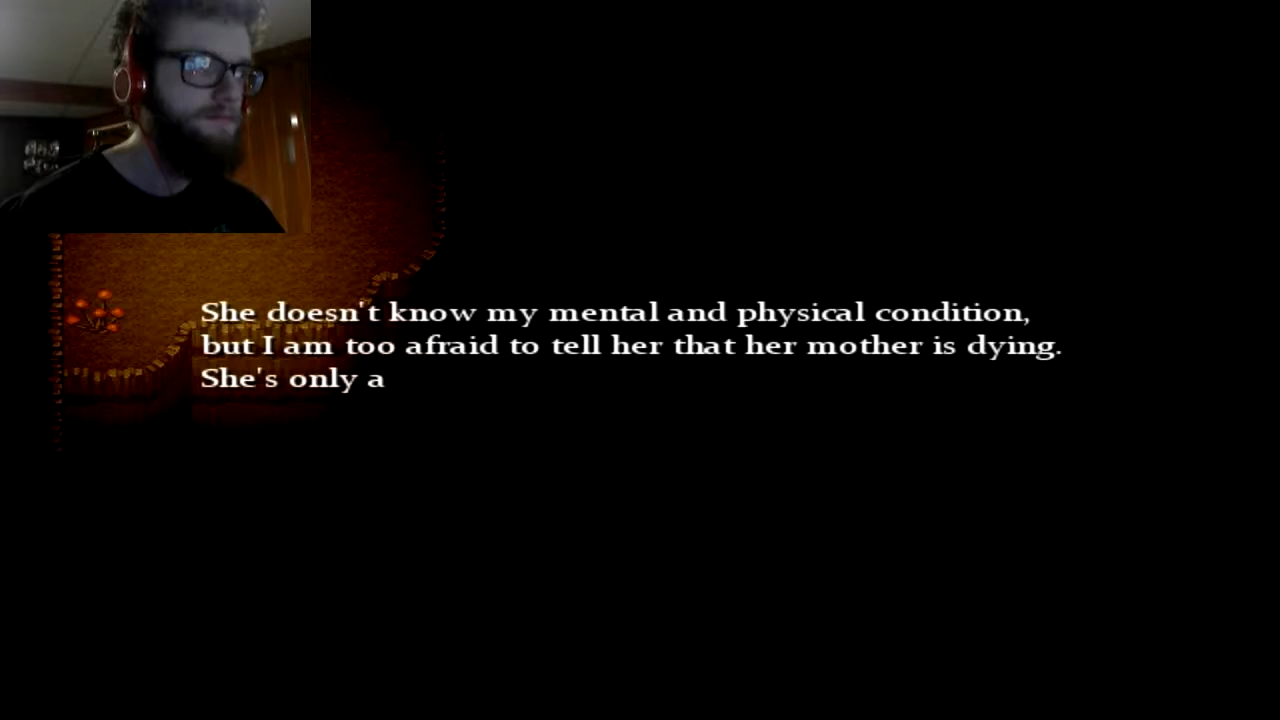 She doesn't know my mental and physical condition,
but I am too afraid to tell her that her mother is dying.
She's only a